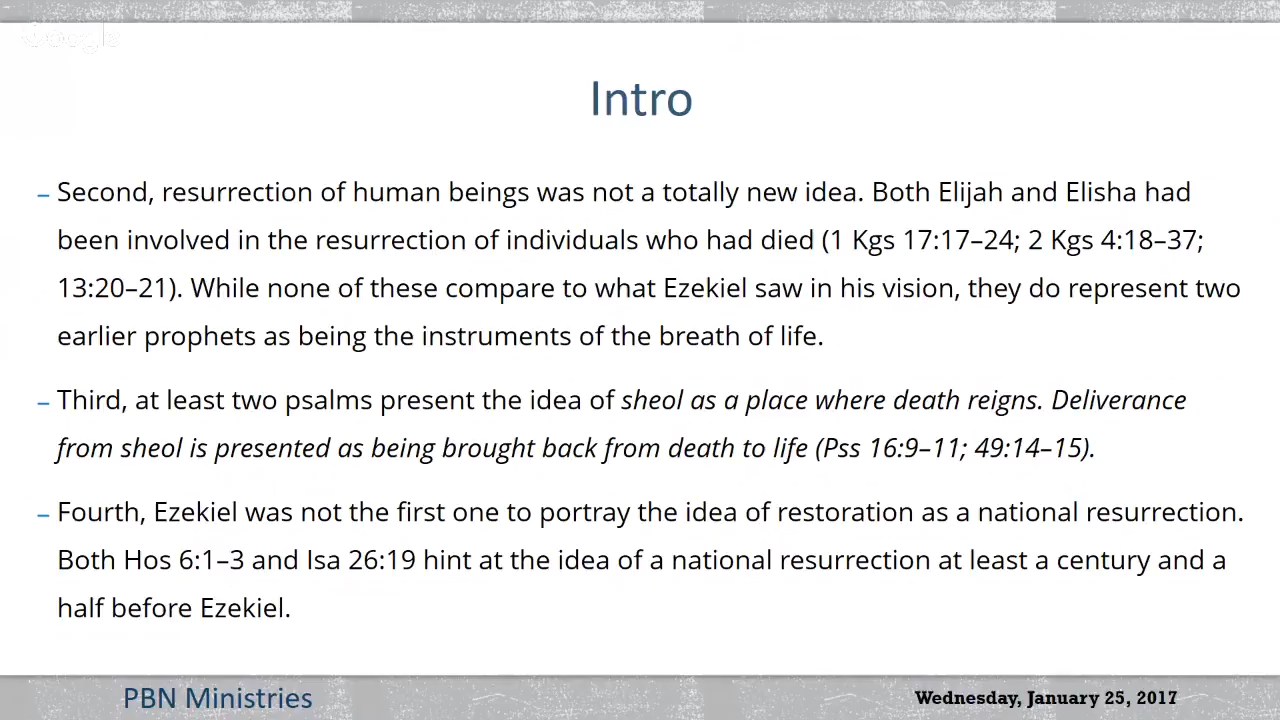 Google
Intro
– Second, resurrection of human beings was not a totally new idea. Both Elijah and Elisha had
been involved in the resurrection of individuals who had died (1 Kgs 17:17–24; 2 Kgs 4:18–37;
13:20–21). While none of these compare to what Ezekiel saw in his vision, they do represent two
earlier prophets as being the instruments of the breath of life.
– Third, at least two psalms present the idea of sheol as a place where death reigns. Deliverance
from sheol is presented as being brought back from death to life (Pss 16:9–11; 49:14–15).
– Fourth, Ezekiel was not the first one to portray the idea of restoration as a national resurrection.
Both Hos 6:1–3 and Isa 26:19 hint at the idea of a national resurrection at least a century and a
half before Ezekiel.
PBN Ministries
Wednesday, January 25, 2017